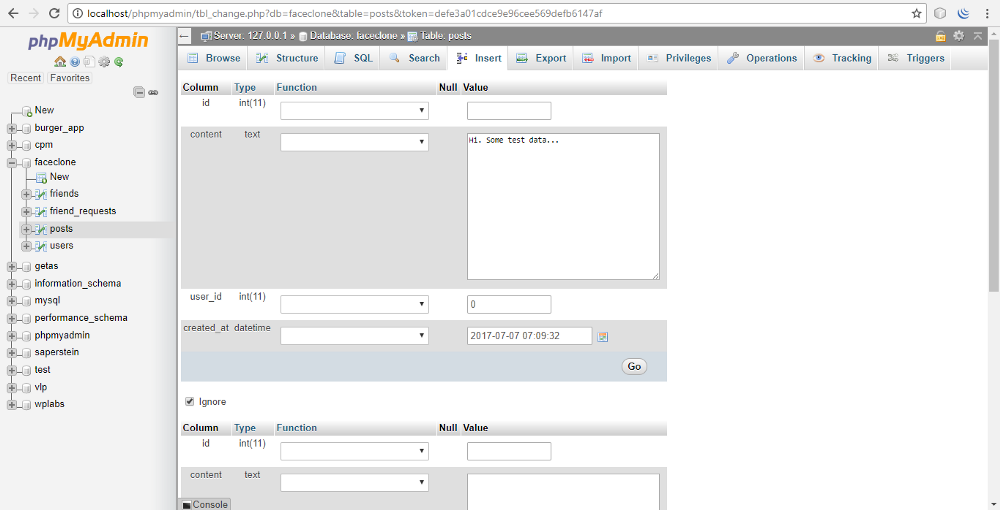 localhost/phpmyadmin/tbl_change.php?db=faceclone&table=posts&token=defe3a01cdce9e96cee569defb6147af
phpMyAdmin
Recent Favorites
New
burger_app
cpm
faceclone
New
friends
friend_requests
posts
users
getas
information_schema
mysql
performance_schema
phpmyadmin
saperstein
test
vlp
wplabs
Server: 127.0.0.1 » Database: faceclone » Table: posts
Browse Structure SQL Search Insert Export Import Privileges Operations Tracking Triggers
Column Type Function Null Value
id int(11)
content text Hi. Some test data...
user_id int(11) 0
created_at datetime 2017-07-07 07:09:32
Go
Ignore
Column Type Function Null Value
id int(11)
content text
Console